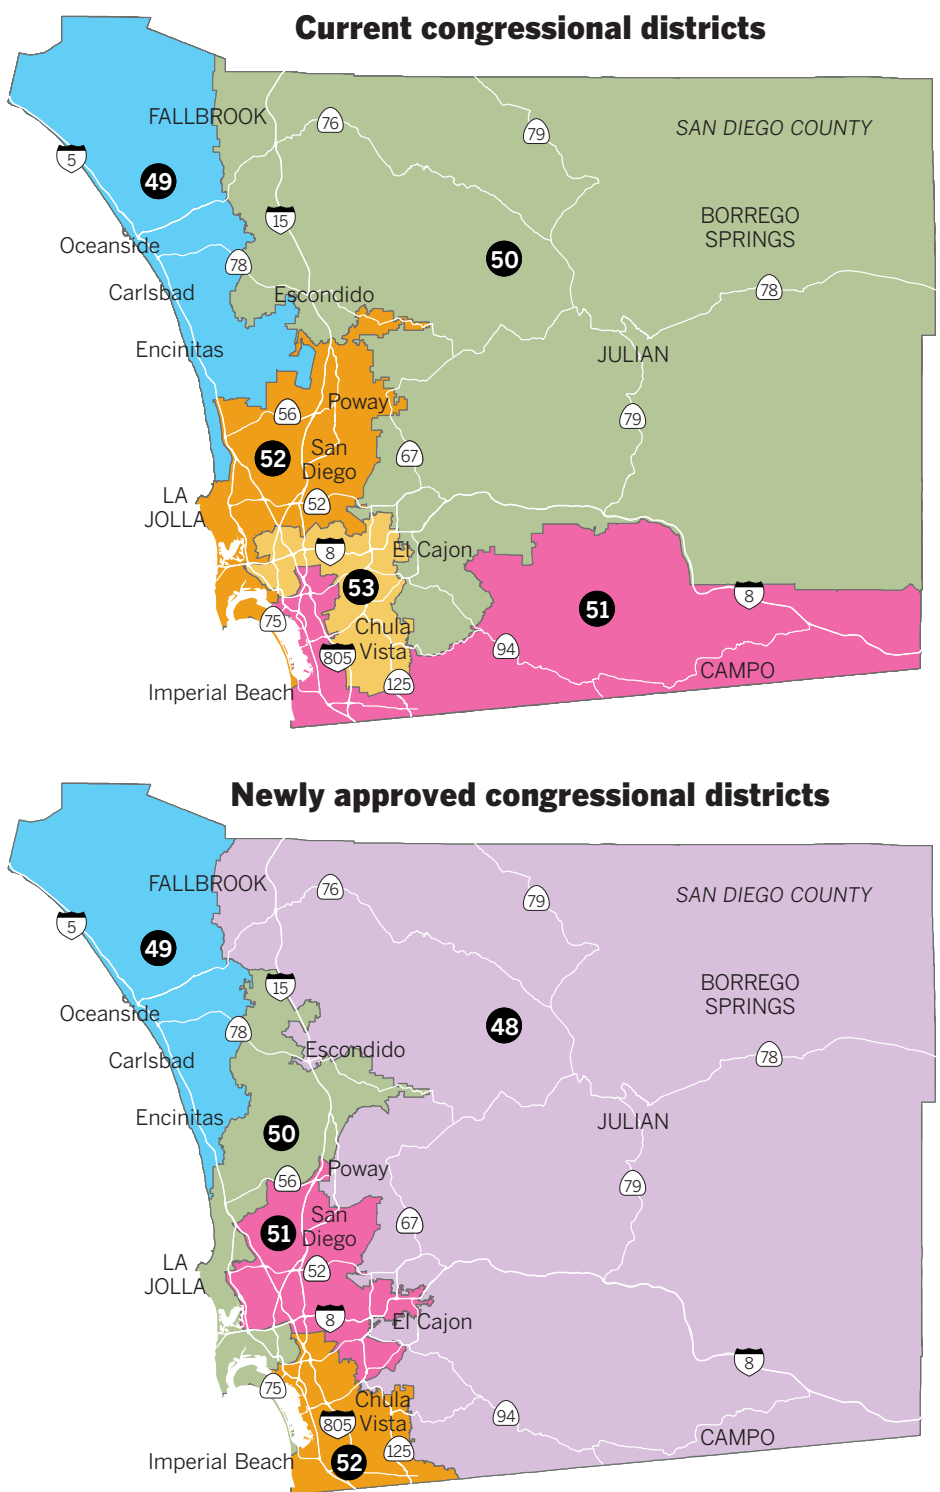 Current congressional districts
FALLBROOK
76
79
SAN DIEGO COUNTY
5
49
15
BORREGO
SPRINGS
Oceanside
78
50
Carlsbad
Escondido
78
Encinitas
JULIAN
56
Poway
79
52
San
Diego
67
LA
JOLLA
52
8
El Cajon
53
51
8
75
Chula
Vista
805
94
CAMPO
125
Imperial Beach
Newly approved congressional districts
FALLBROOK
76
79
SAN DIEGO COUNTY
5
49
15
BORREGO
SPRINGS
Oceanside
78
48
Carlsbad
Escondido
78
Encinitas
50
JULIAN
56
Poway
79
51
San
Diego
67
LA
JOLLA
52
8
El Cajon
8
75
Chula
Vista
805
94
CAMPO
125
Imperial Beach
52